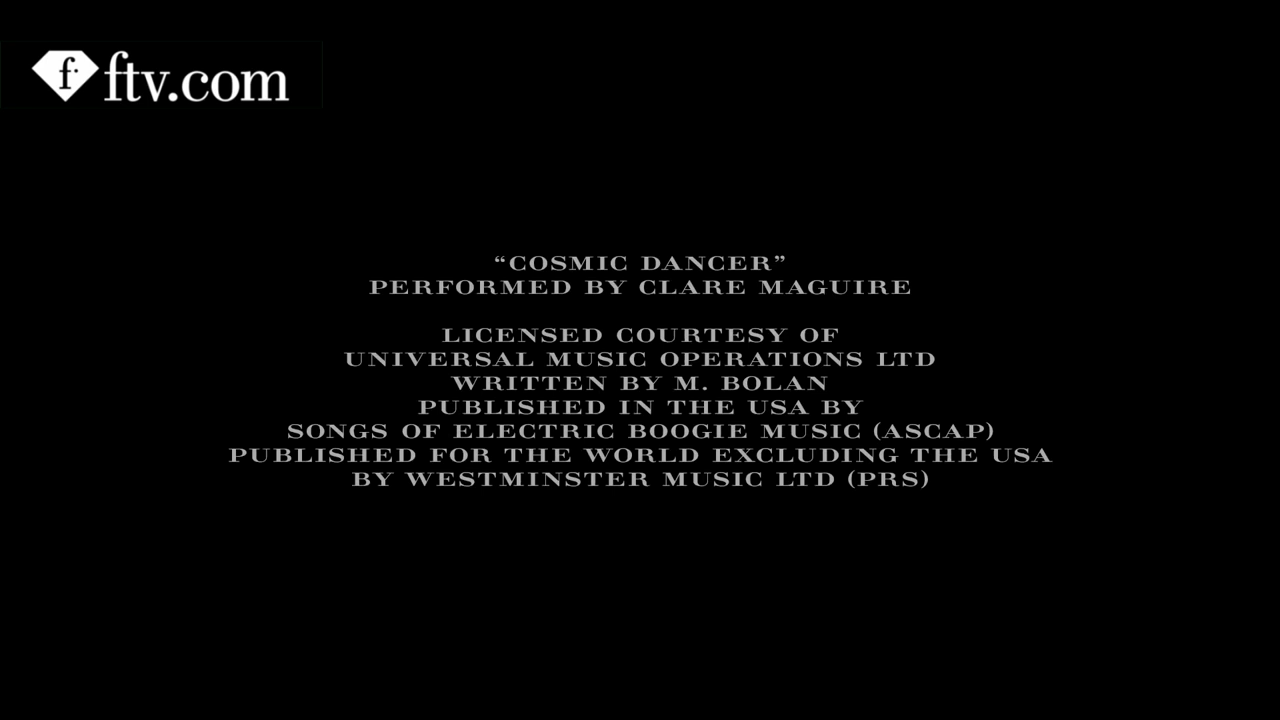 f
ftv.com
“COSMIC DANCER”
PERFORMED BY CLARE MAGUIRE
LICENSED COURTESY OF
UNIVERSAL MUSIC OPERATIONS LTD
WRITTEN BY M. BOLAN
PUBLISHED IN THE USA BY
SONGS OF ELECTRIC BOOGIE MUSIC (ASCAP)
PUBLISHED FOR THE WORLD EXCLUDING THE USA
BY WESTMINSTER MUSIC LTD (PRS)